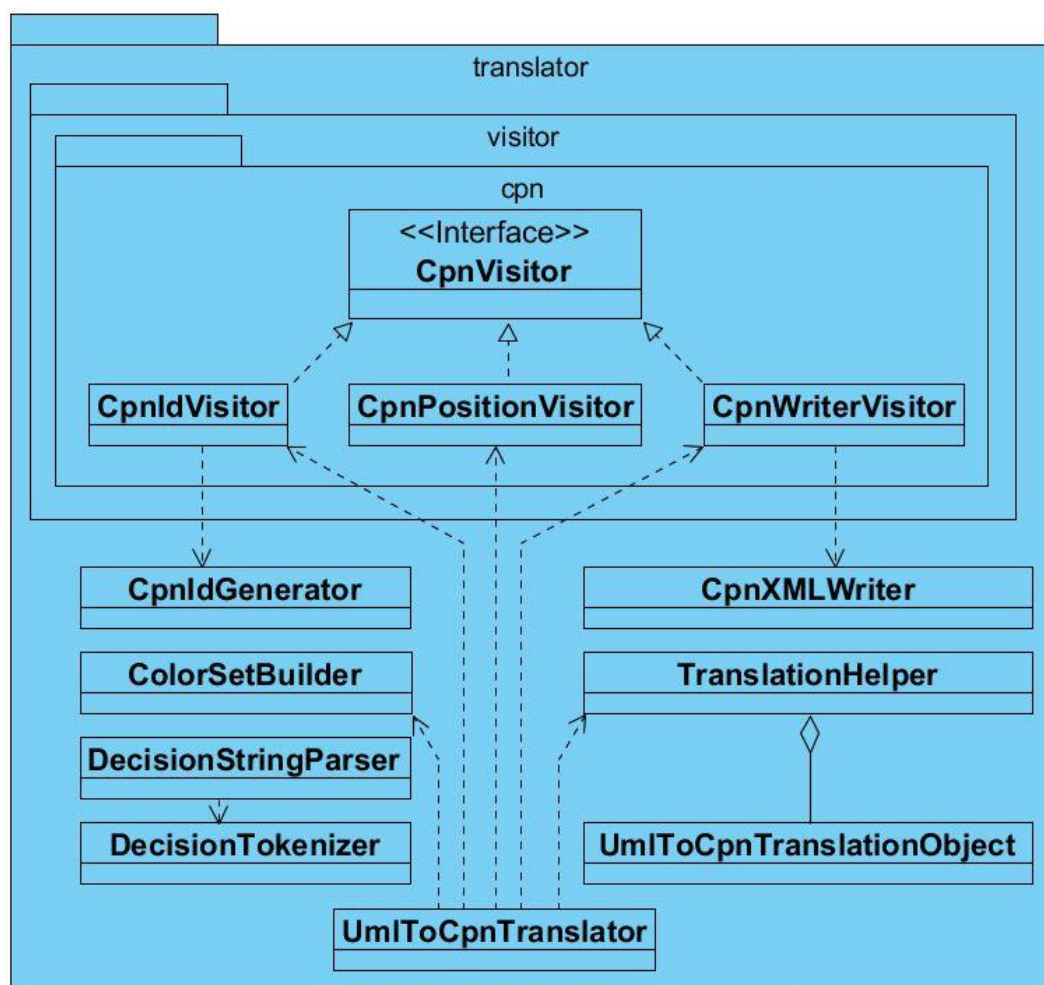 translator
visitor
cpn
<<Interface>>
CpnVisitor
CpnIdVisitor
CpnPositionVisitor
CpnWriterVisitor
CpnIdGenerator
CpnXMLWriter
ColorSetBuilder
TranslationHelper
DecisionStringParser
DecisionTokenizer
UmlToCpnTranslationObject
UmlToCpnTranslator